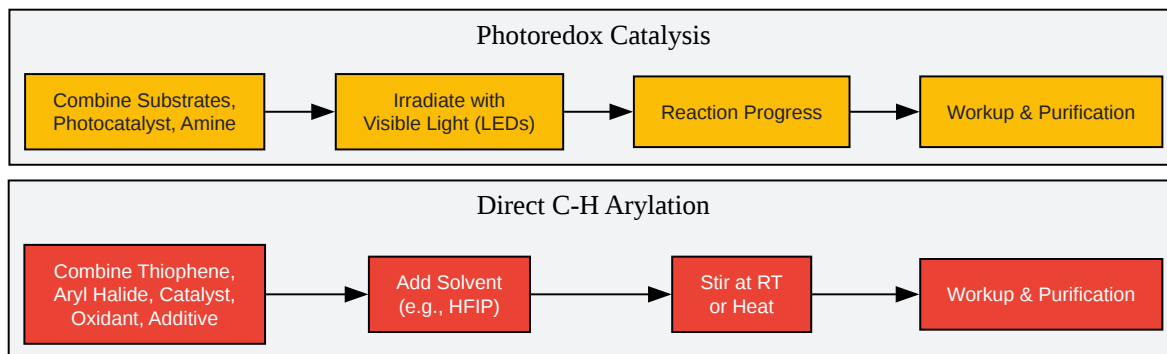 Photoredox Catalysis
Combine Substrates,
Photocatalyst, Amine
Irradiate with
Visible Light (LEDs)
Reaction Progress
Workup & Purification
Direct C-H Arylation
Combine Thiophene,
Aryl Halide, Catalyst,
Oxidant, Additive
Add Solvent
(e.g., HFIP)
Stir at RT
or Heat
Workup & Purification